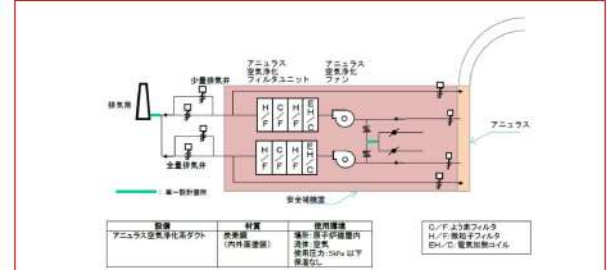 アニュラス
空気浄化
フィルタユニット
アニュラス
空気浄化
ファン
少量排気弁
排気筒
H/F
C/F
H/F
EH/C
アニュラス
H/F
C/F
H/F
EH/C
全量排気弁
：単一設計箇所
安全補機室
設備
材質
使用環境
アニュラス空気浄化系ダクト
炭素鋼
(内外面塗装)
場所：原子炉建屋内
流体：空気
使用圧力：5kPa 以下
保温なし
C／F：よう素フィルタ
H／F：微粒子フィルタ
EH／C：電気加熱コイル